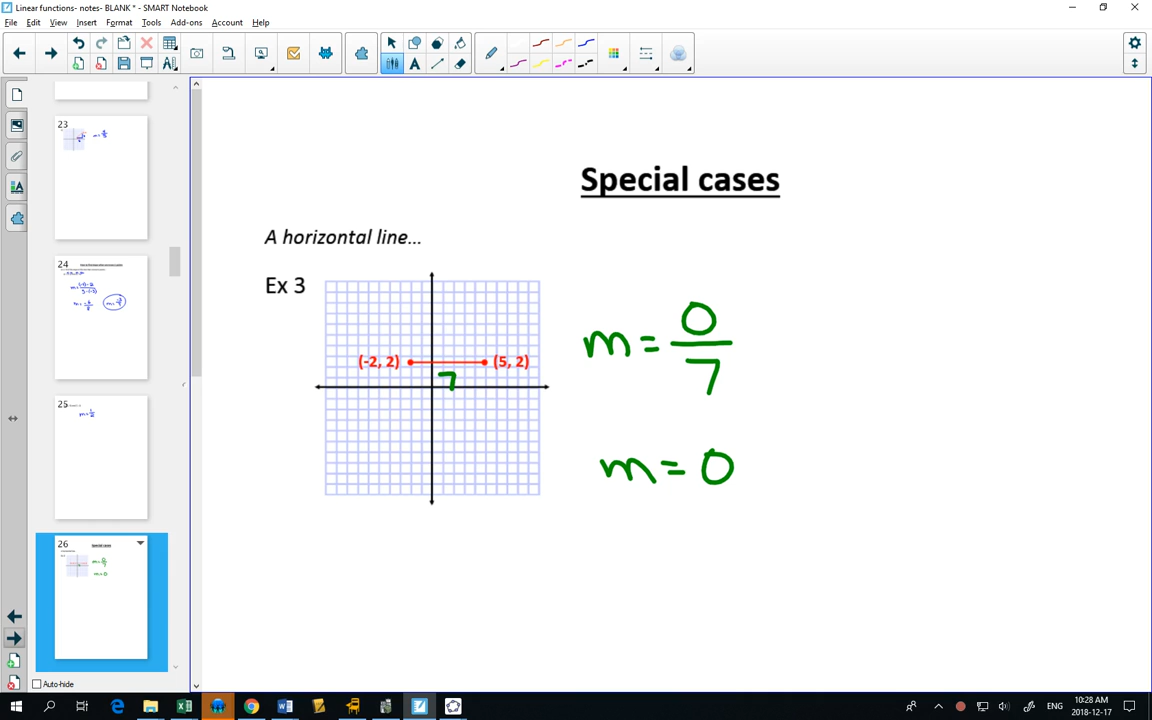 Linear functions- notes- BLANK * - SMART Notebook
File Edit View Insert Format Tools Add-ons Account Help
23
24
25
26
Special cases
Auto-hide
Special cases
A horizontal line...
Ex 3
(-2, 2) (5, 2)
7
m = 0/7
m = 0
ENG
10:28 AM
2018-12-17